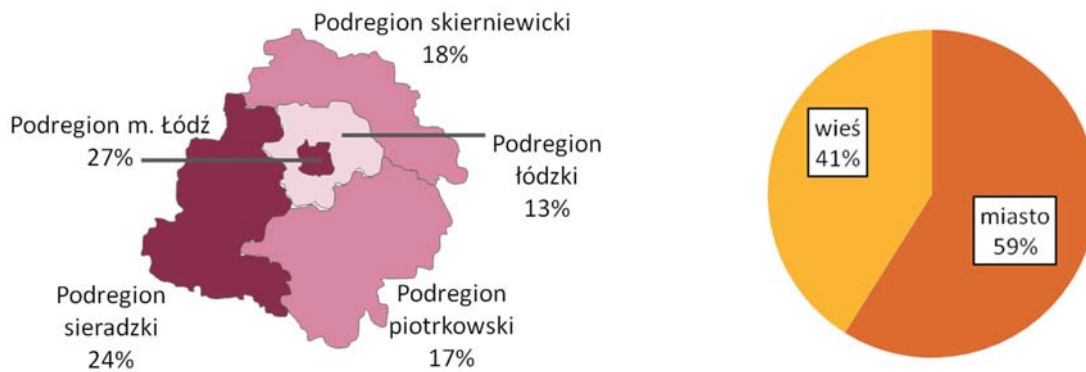 Podregion skierniewicki
18%
Podregion m. Łódź
27%
Podregion
łódzki
13%
Podregion
sieradzki
24%
Podregion
piotrkowski
17%
wieś
41%
miasto
59%